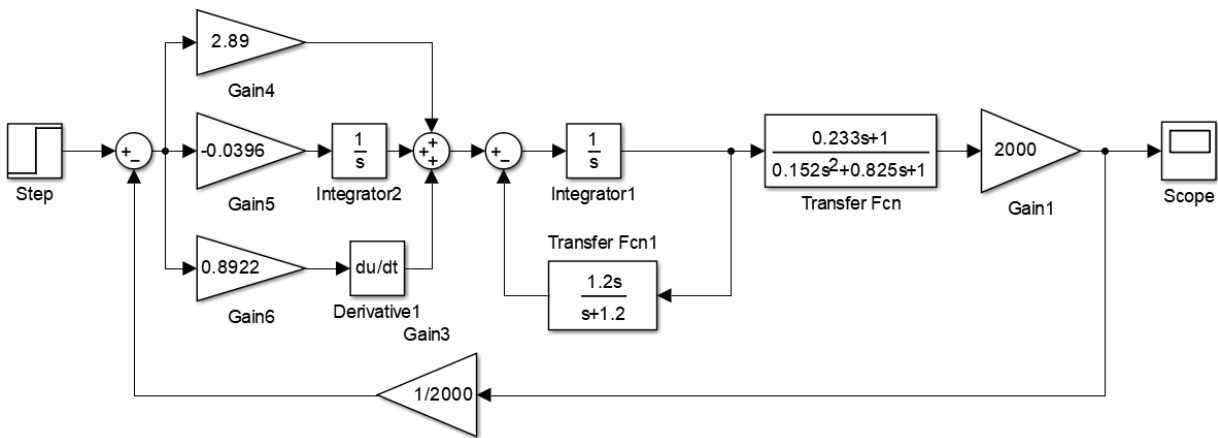 2.89
Gain4
Step
+
−
-0.0396
Gain5
1
s
Integrator2
+
+
+
+
−
1
s
Integrator1
0.233s+1
0.152s²+0.825s+1
Transfer Fcn
2000
Gain1
Scope
0.8922
Gain6
du/dt
Derivative1
Transfer Fcn1
1.2s
s+1.2
Gain3
1/2000